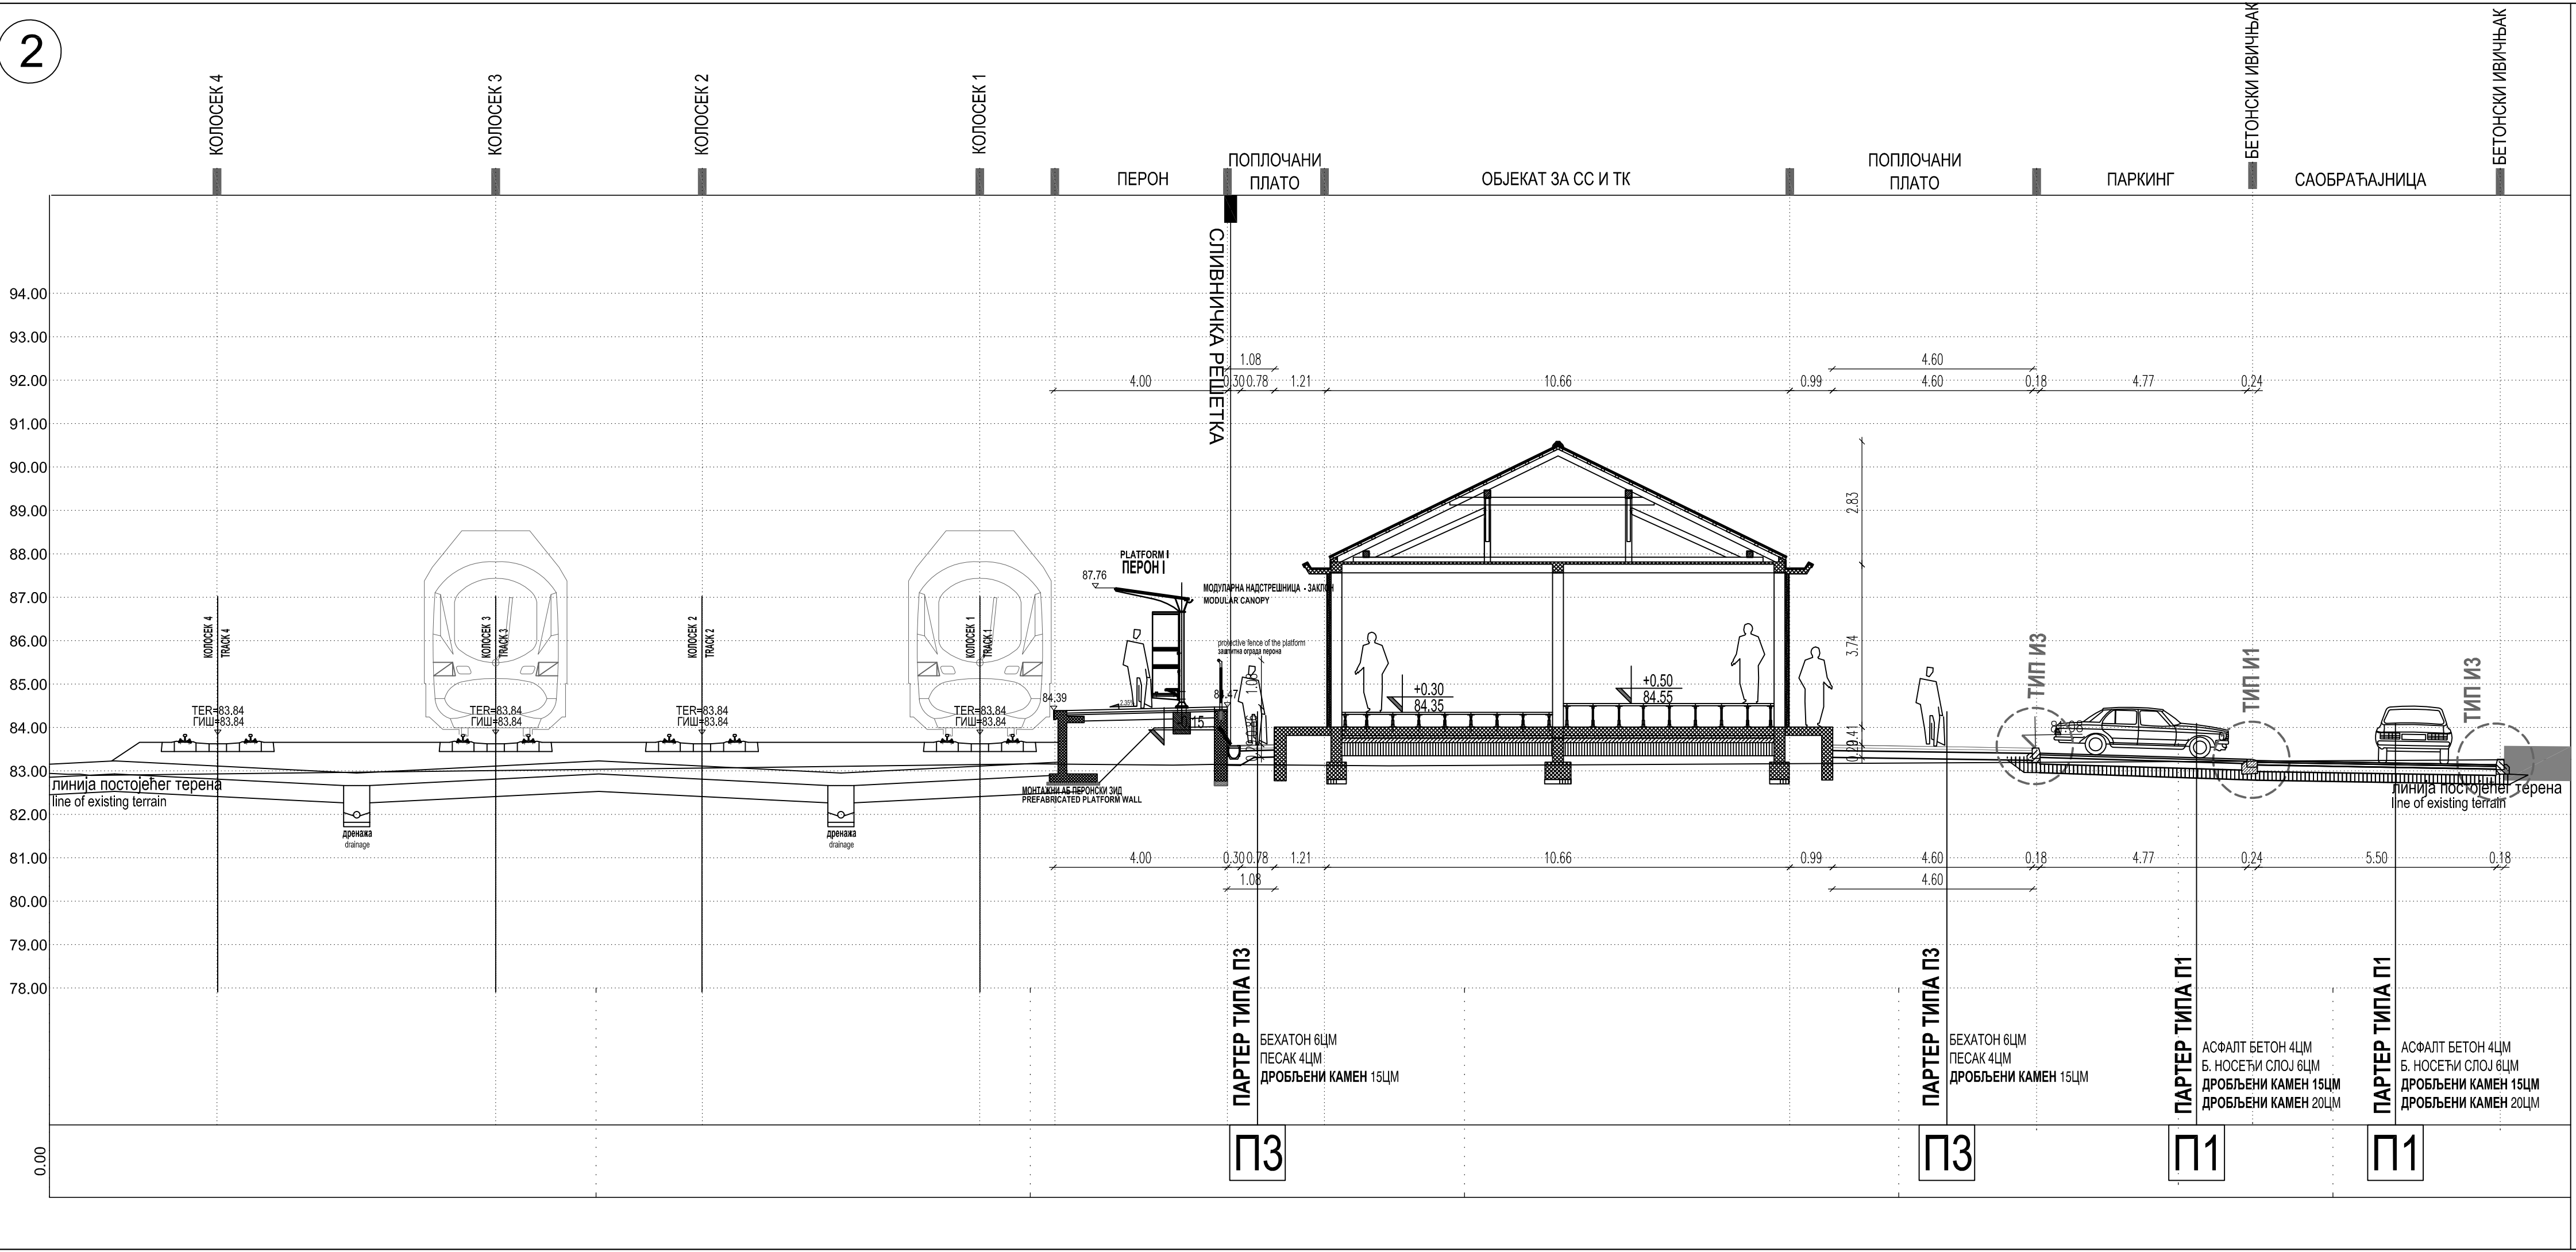 2
КОЛОСЕК 4
КОЛОСЕК 3
КОЛОСЕК 2
КОЛОСЕК 1
ПЕРОН
ПОПЛОЧАНИ
ПЛАТО
ОБЈЕКАТ ЗА СС И ТК
ПОПЛОЧАНИ
ПЛАТО
ПАРКИНГ
БЕТОНСКИ ИВИЧЊАК
САОБРАЋАЈНИЦА
БЕТОНСКИ ИВИЧЊАК
СЛИВНИЧКА РЕШЕТКА
94.00
93.00
92.00
91.00
90.00
89.00
88.00
87.00
86.00
85.00
84.00
83.00
82.00
81.00
80.00
79.00
78.00
0.00
1.08
4.60
4.00 0.30 0.78 1.21 10.66 0.99 4.60 0.18 4.77 0.24
2.83
3.74
PLATFORM I
ПЕРОН I
87.76
МОДУЛАРНА НАДСТРЕШНИЦА - ЗАКЛОН
MODULAR CANOPY
protective fence of the platform
заштитна ограда перона
КОЛОСЕК 4
TRACK 4
КОЛОСЕК 3
TRACK 3
КОЛОСЕК 2
TRACK 2
КОЛОСЕК 1
TRACK 1
TER=83.84
ГИШ=83.84
TER=83.84
ГИШ=83.84
TER=83.84
ГИШ=83.84
TER=83.84
ГИШ=83.84
84.39
84.47
1.08
+0.30
84.35
+0.50
84.55
ТИП И3
ТИП И1
ТИП И3
линија постојећег терена
line of existing terrain
дренажа
drainage
дренажа
drainage
МОНТАЖНИ АБ ПЕРОНСКИ ЗИД
PREFABRICATED PLATFORM WALL
линија постојећег терена
line of existing terrain
4.00 0.30 0.78 1.21 10.66 0.99 4.60 0.18 4.77 0.24 5.50 0.18
1.08
4.60
ПАРТЕР ТИПА П3
БЕХАТОН 6ЦМ
ПЕСАК 4ЦМ
ДРОБЉЕНИ КАМЕН 15ЦМ
ПАРТЕР ТИПА П3
БЕХАТОН 6ЦМ
ПЕСАК 4ЦМ
ДРОБЉЕНИ КАМЕН 15ЦМ
ПАРТЕР ТИПА П1
АСФАЛТ БЕТОН 4ЦМ
Б. НОСЕЋИ СЛОЈ 6ЦМ
ДРОБЉЕНИ КАМЕН 15ЦМ
ДРОБЉЕНИ КАМЕН 20ЦМ
ПАРТЕР ТИПА П1
АСФАЛТ БЕТОН 4ЦМ
Б. НОСЕЋИ СЛОЈ 6ЦМ
ДРОБЉЕНИ КАМЕН 15ЦМ
ДРОБЉЕНИ КАМЕН 20ЦМ
П3
П3
П1
П1